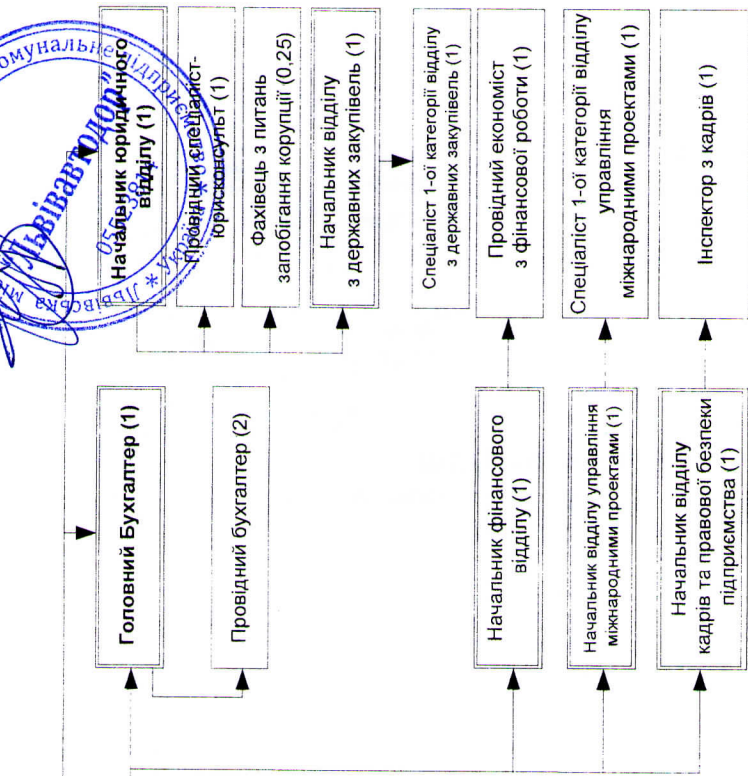 Начальник юридичного
відділу (1)
Провідний спеціаліст-
юрисконсульт (1)
Фахівець з питань
запобігання корупції (0,25)
Начальник відділу
з державних закупівель (1)
Спеціаліст 1-ої категорії відділу
з державних закупівель (1)
Головний Бухгалтер (1)
Провідний бухгалтер (2)
Начальник фінансового
відділу (1)
Провідний економіст
з фінансової роботи (1)
Начальник відділу управління
міжнародними проектами (1)
Спеціаліст 1-ої категорії відділу
управління
міжнародними проектами (1)
Начальник відділу
кадрів та правової безпеки
підприємства (1)
Інспектор з кадрів (1)
комунальне підприємство
"Львівавтодор"
Україна * Львівська